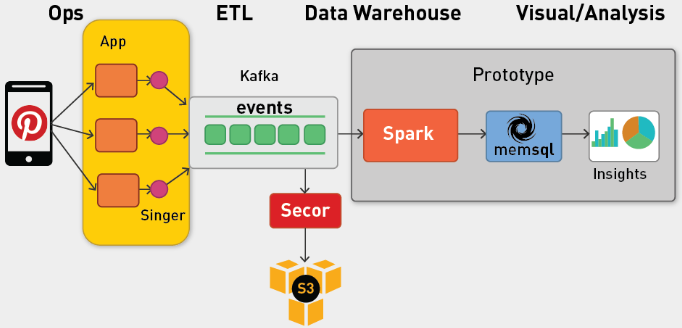 Ops
ETL
Data Warehouse
Visual/Analysis
App
Kafka
Prototype
events
Spark
memsql
Insights
Singer
Secor
S3